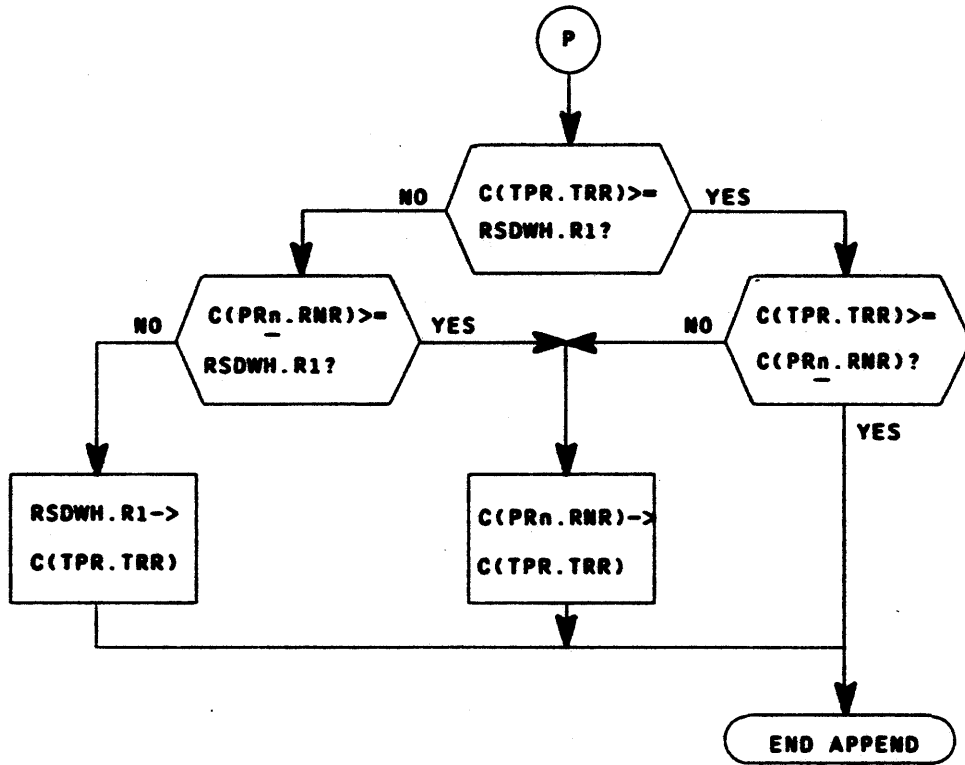 P
C(TPR.TRR)>=
RSDWH.R1?
NO
YES
C(PRn.RNR)>=
RSDWH.R1?
NO
YES
C(TPR.TRR)>=
C(PRn.RNR)?
NO
YES
RSDWH.R1->
C(TPR.TRR)
C(PRn.RNR)->
C(TPR.TRR)
END APPEND